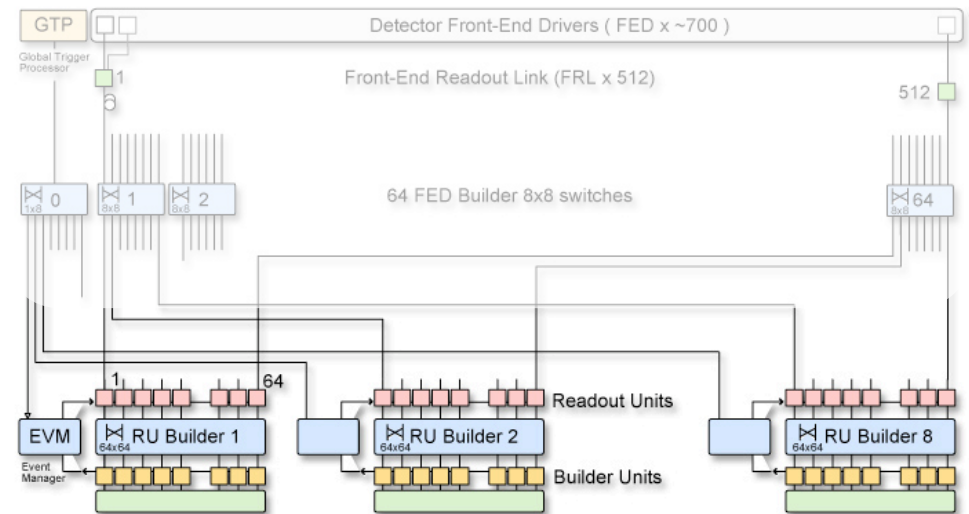 GTP
Detector Front-End Drivers ( FED x ~700 )
Global Trigger
Processor
1
Front-End Readout Link (FRL x 512)
512
6
0
1x8
1
8x8
2
8x8
64 FED Builder 8x8 switches
64
8x8
1
64
Readout Units
EVM
RU Builder 1
64x64
RU Builder 2
64x64
RU Builder 8
64x64
Event
Manager
Builder Units